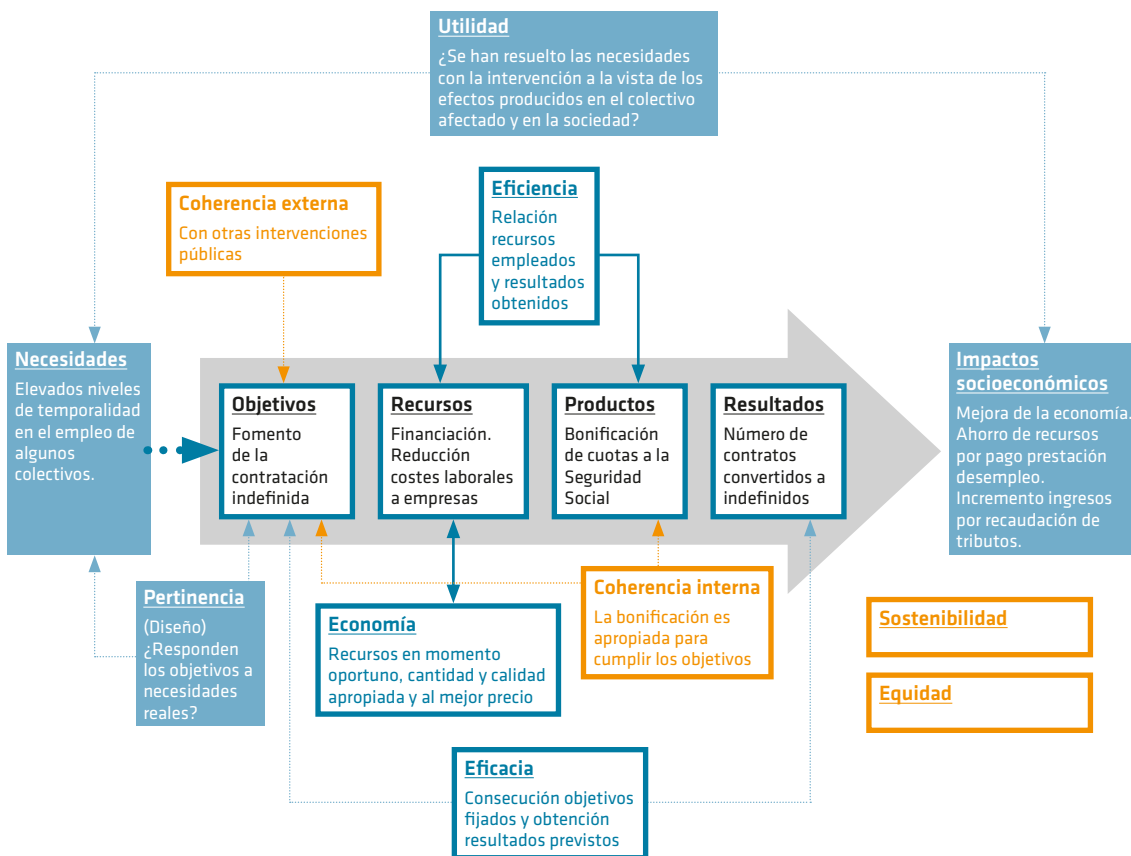 Utilidad
¿Se han resuelto las necesidades
con la intervención a la vista de los
efectos producidos en el colectivo
afectado y en la sociedad?
Coherencia externa
Con otras intervenciones
públicas
Eficiencia
Relación
recursos
empleados
y resultados
obtenidos
Necesidades
Elevados niveles
de temporalidad
en el empleo de
algunos
colectivos.
Objetivos
Fomento
de la
contratación
indefinida
Recursos
Financiación.
Reducción
costes laborales
a empresas
Productos
Bonificación
de cuotas a la
Seguridad
Social
Resultados
Número de
contratos
convertidos a
indefinidos
Impactos
socioeconómicos
Mejora de la economía.
Ahorro de recursos
por pago prestación
desempleo.
Incremento ingresos
por recaudación de
tributos.
Pertinencia
(Diseño)
¿Responden
los objetivos a
necesidades
reales?
Economía
Recursos en momento
oportuno, cantidad y calidad
apropiada y al mejor precio
Coherencia interna
La bonificación es
apropiada para
cumplir los objetivos
Sostenibilidad
Equidad
Eficacia
Consecución objetivos
fijados y obtención
resultados previstos